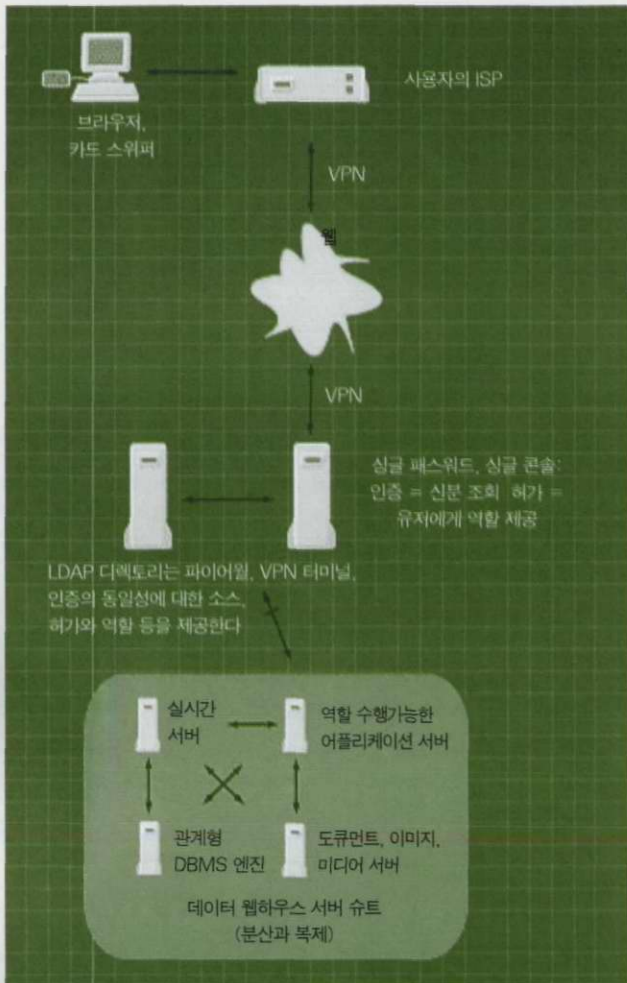 사용자의 ISP
브라우저,
카드 스위퍼
VPN
웹
VPN
싱글 패스워드, 싱글 콘솔:
인증 = 신분 조회 허가 =
유저에게 역할 제공
LDAP 디렉토리는 파이어월, VPN 터미널,
인증의 동일성에 대한 소스,
허가와 역할 등을 제공한다
실시간
서버
역할 수행가능한
어플리케이션 서버
관계형
DBMS 엔진
도큐먼트, 이미지,
미디어 서버
데이터 웹하우스 서버 슈트
(분산과 복제)